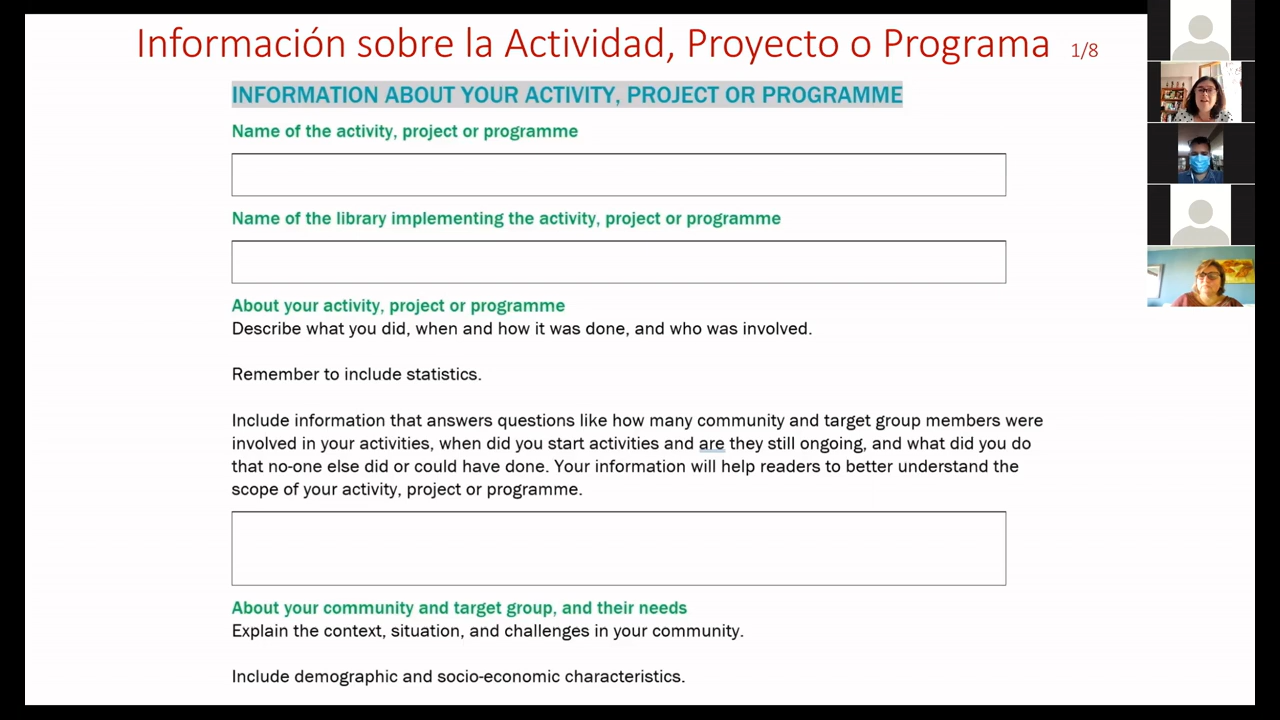 Información sobre la Actividad, Proyecto o Programa 1/8
INFORMATION ABOUT YOUR ACTIVITY, PROJECT OR PROGRAMME
Name of the activity, project or programme
Name of the library implementing the activity, project or programme
About your activity, project or programme
Describe what you did, when and how it was done, and who was involved.
Remember to include statistics.
Include information that answers questions like how many community and target group members were
involved in your activities, when did you start activities and are they still ongoing, and what did you do
that no-one else did or could have done. Your information will help readers to better understand the
scope of your activity, project or programme.
About your community and target group, and their needs
Explain the context, situation, and challenges in your community.
Include demographic and socio-economic characteristics.